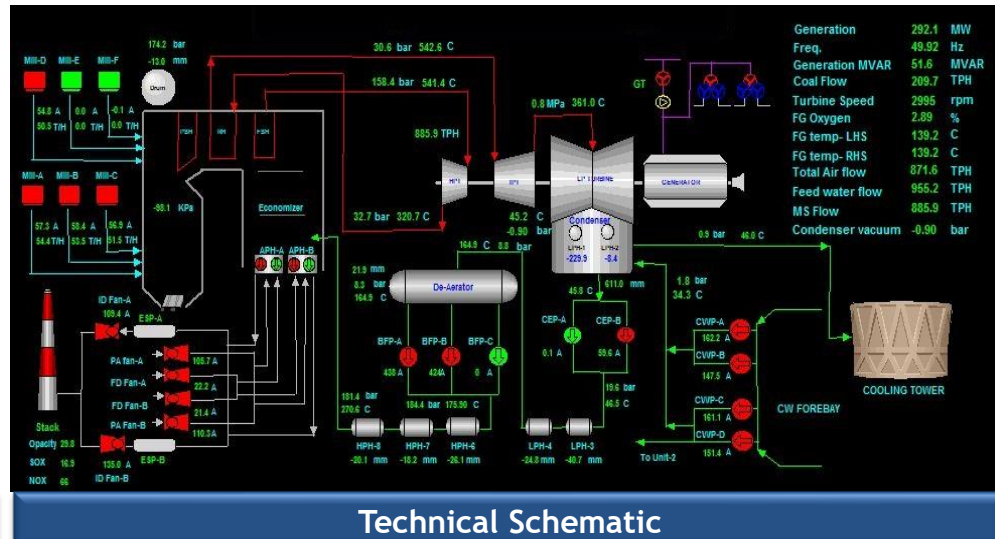 Mill-D Mill-E Mill-F
174.2 bar
-13.0 mm
Drum
54.8 A 0.0 A -0.1 A
50.5 T/H 0.0 T/H 0.0 T/H
Mill-A Mill-B Mill-C
57.3 A 58.4 A 56.9 A
54.4T/H 53.5 T/H 51.5 T/H
PSH RH FSH
-98.1 KPa
Economizer
APH-A APH-B
30.6 bar 542.6 C
158.4 bar 541.4 C
885.9 TPH
0.8 MPa 361.0 C
HPT
IPT
LP TURBINE
GENERATOR
GT
32.7 bar 320.7 C
45.2 C
-0.90 bar
Condenser
LPH-1 LPH-2
-229.9 -8.4
Generation 292.1 MW
Freq. 49.92 Hz
Generation MVAR 51.6 MVAR
Coal Flow 209.7 TPH
Turbine Speed 2995 rpm
FG Oxygen 2.89 %
FG temp- LHS 139.2 C
FG temp- RHS 139.2 C
Total Air flow 871.6 TPH
Feed water flow 955.2 TPH
MS Flow 885.9 TPH
Condenser vacuum -0.90 bar
0.9 bar 46.0 C
164.9 C 8.8 bar
21.9 mm
8.3 bar
164.9 C
De-Aerator
45.8 C 611.0 mm
1.8 bar
34.3 C
BFP-A BFP-B BFP-C
438 A 424A 0 A
CEP-A CEP-B
0.1 A 59.6 A
CWP-A
162.2 A
CWP-B
147.5 A
CWP-C
161.1 A
CWP-D
151.4 A
To Unit-2
CW FOREBAY
COOLING TOWER
ID Fan-A
109.4 A
ESP-A
PA fan-A
105.7 A
FD Fan-A
22.2 A
FD Fan-B
21.4 A
PA Fan-B
110.3 A
ESP-B
ID Fan-B
135.0 A
Stack
Opacity 29.8
SOX 16.9
NOX 66
191.4 bar
270.6 C
184.4 bar 175.90 C
19.6 bar
46.5 C
HPH-8 HPH-7 HPH-6
-20.1 mm -18.2 mm -26.1 mm
LPH-4 LPH-3
-24.8 mm -40.7 mm
Technical Schematic